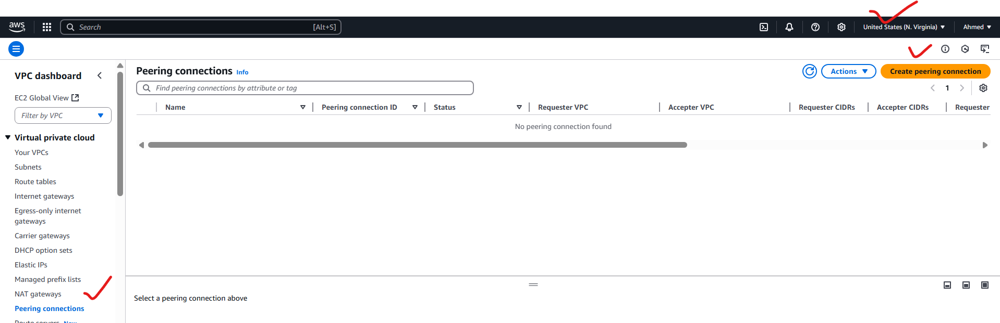 aws
Search [Alt+S]
United States (N. Virginia)
Ahmed
VPC dashboard
EC2 Global View
Filter by VPC
Virtual private cloud
Your VPCs
Subnets
Route tables
Internet gateways
Egress-only internet
gateways
Carrier gateways
DHCP option sets
Elastic IPs
Managed prefix lists
NAT gateways
Peering connections
Route servers New
Peering connections Info
Actions
Create peering connection
Find peering connections by attribute or tag
1
Name Peering connection ID Status Requester VPC Accepter VPC Requester CIDRs Accepter CIDRs Requester
No peering connection found
Select a peering connection above